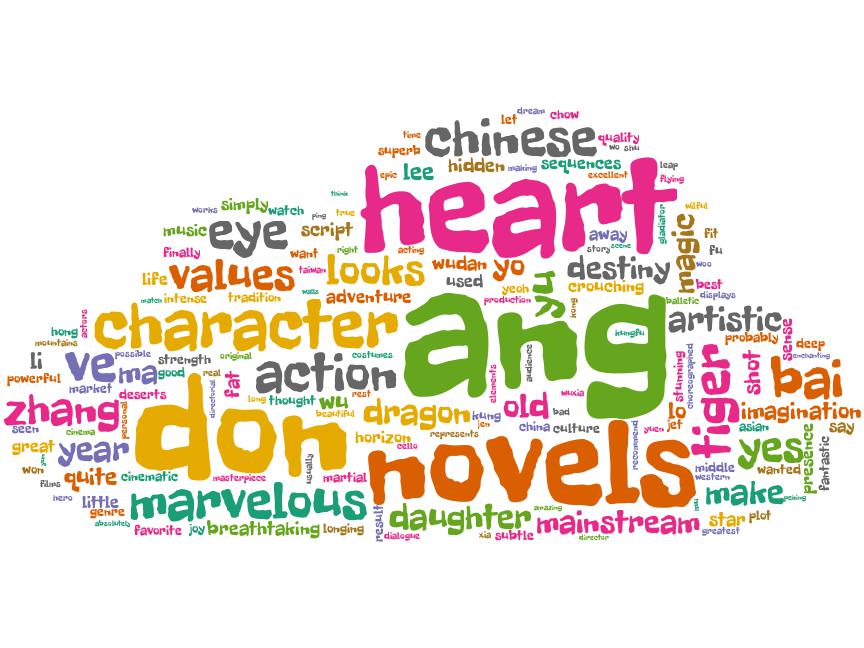 dream
let
chow
time
chinese
quality
superb
wo shu
lee
hidden
making
sequences
leap
epic
heart
excellent
flying
think
works
simply
watch
ping
true
wilful
music
eye
script
away
gladiator
magic
fit
story
scene
fu
finally
want
right
acting
wudan
yo
destiny
woo
life
values
taiwan
looks
used
yeoh
crouching
best
match
intense
tradition
walls
adventure
production
yu
hong
balletic
displays
hong
actors
character
ang
kungfu
artistic
sense
mountains
probably
deep
li
ve
possible
ma
good
strength
original
costumes
action
audience
stunning
choreographed
tiger
shot
enchanting
bai
powerful
market
deserts
real
directorial
fat
long
thought
rest
wu
beautiful
elements
wuxia
zhang
personal
don
dragon
kung
jen
old
bad
lo
jet
imagination
seen
cinema
china
culture
recommend
yuen
asian
say
great
year
yun
horizon
cello
represents
novels
middle
western
yes
wanted
presence
fantastic
won
films
quite
cinematic
masterpiece
usually
martial
hero
little
genre
marvelous
make
peking
absolutely
favorite
joy
breathtaking
longing
result
daughter
amazing
mainstream
star
plot
dialogue
xia
subtle
director
greatest